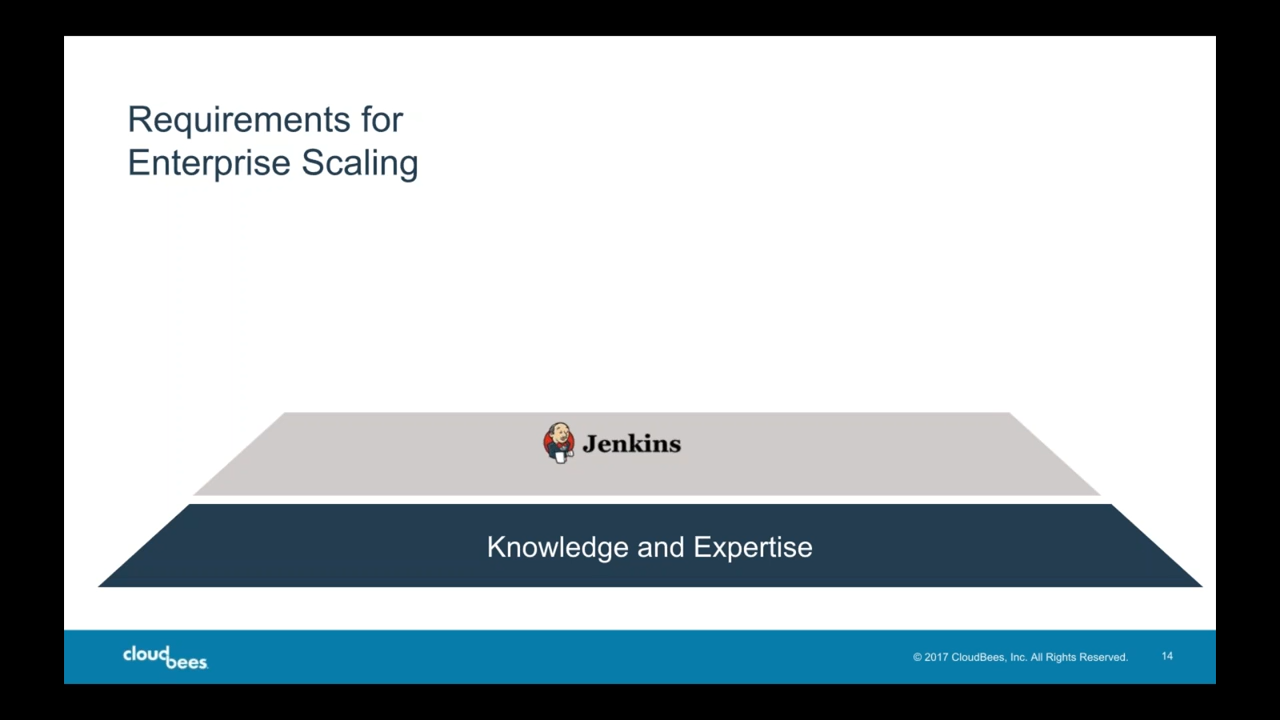 Requirements for
Enterprise Scaling
Jenkins
Knowledge and Expertise
cloudbees
© 2017 CloudBees, Inc. All Rights Reserved.
14